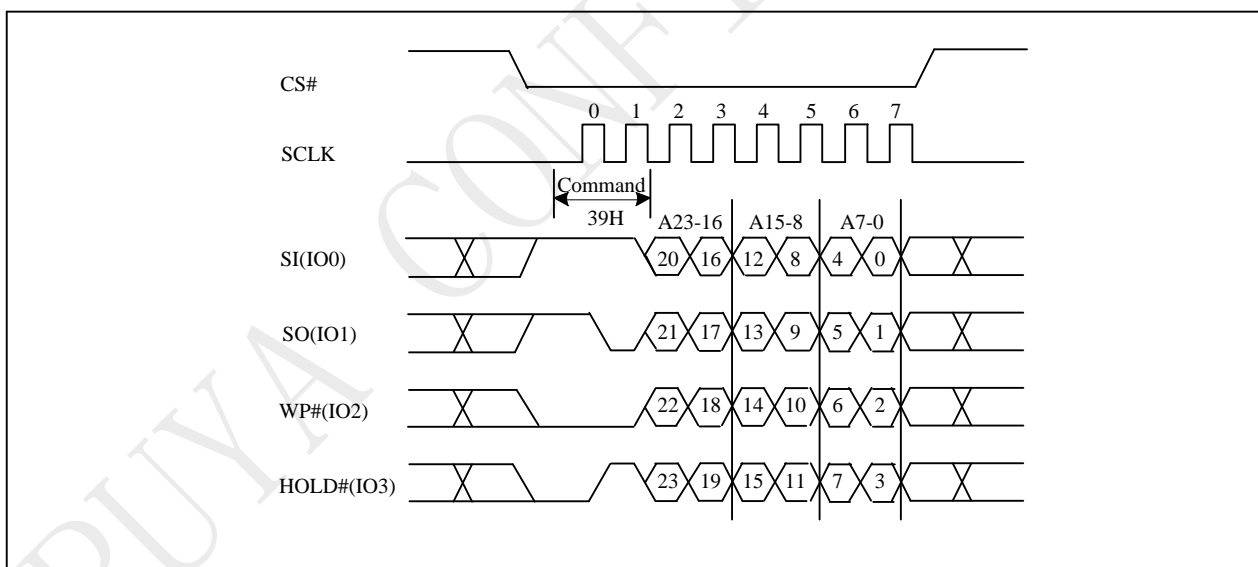 PUYA CONF
CS#
0 1 2 3 4 5 6 7
SCLK
Command
39H
A23-16 A15-8 A7-0
SI(IO0) 20 16 12 8 4 0
SO(IO1) 21 17 13 9 5 1
WP#(IO2) 22 18 14 10 6 2
HOLD#(IO3) 23 19 15 11 7 3